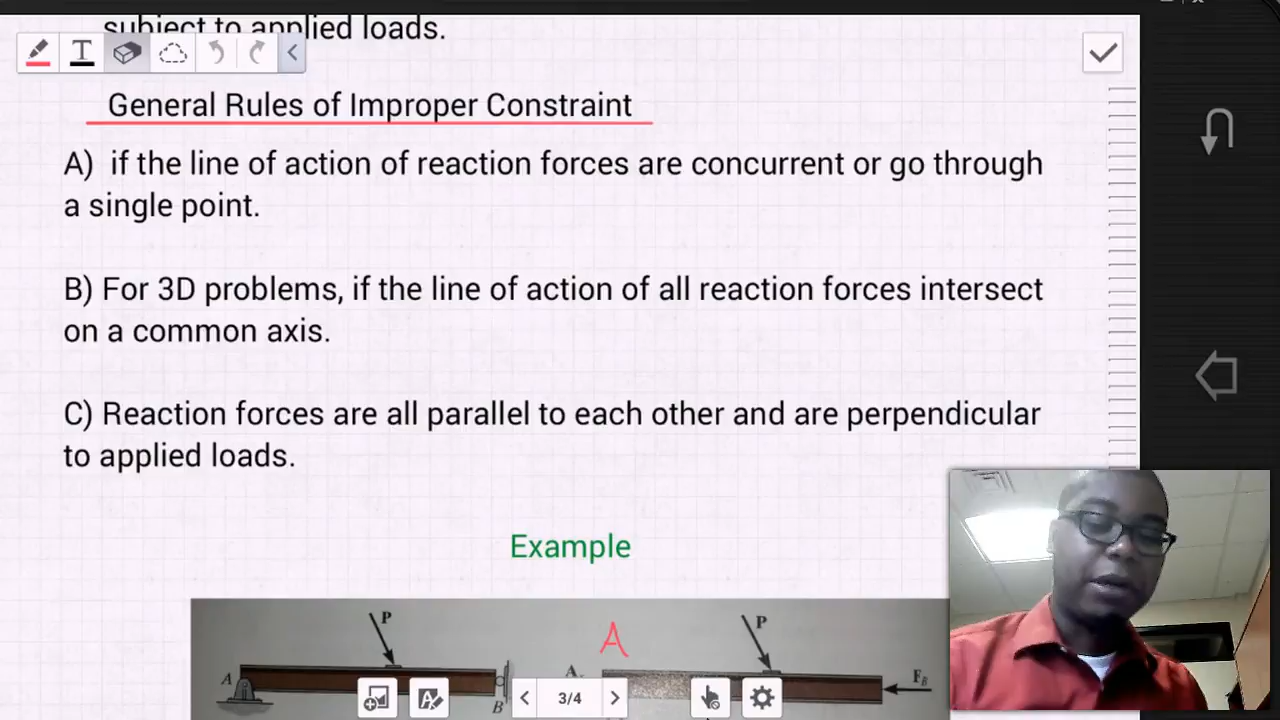 subject to applied loads.
T
General Rules of Improper Constraint
A) if the line of action of reaction forces are concurrent or go through
a single point.
B) For 3D problems, if the line of action of all reaction forces intersect
on a common axis.
C) Reaction forces are all parallel to each other and are perpendicular
to applied loads.
Example
P
A
P
A
A
F_B
B
3/4